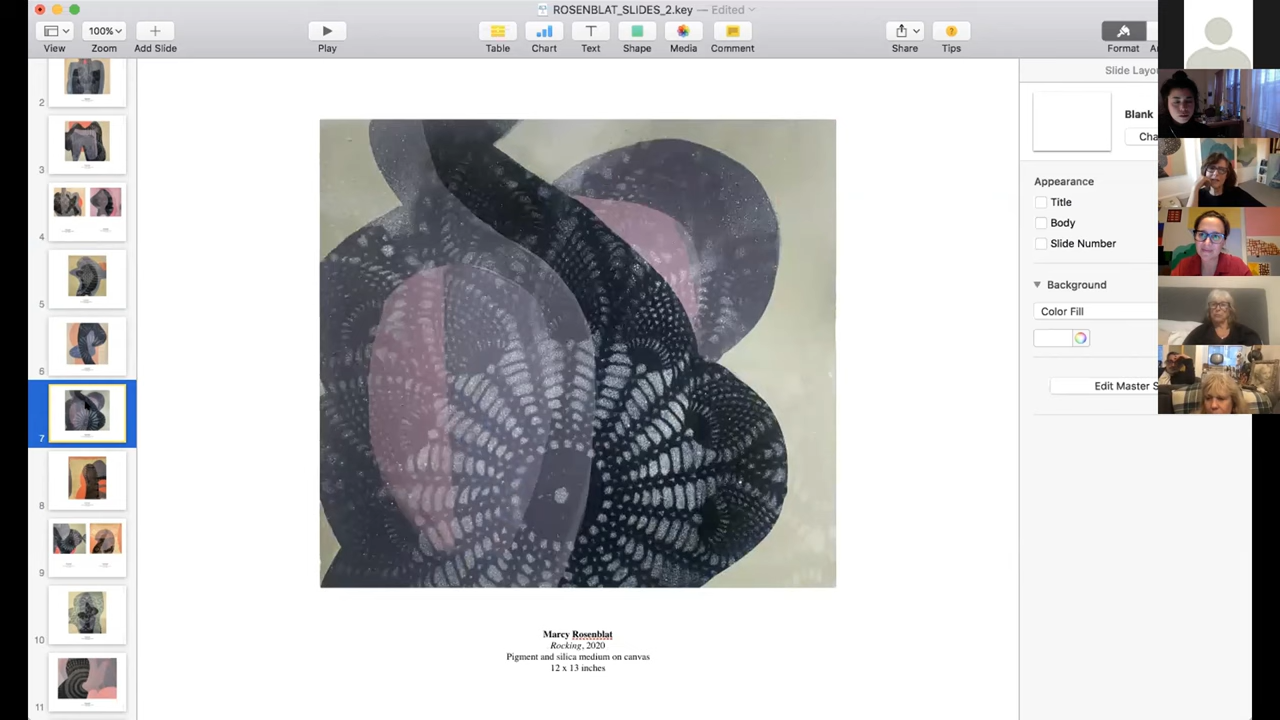 ROSENBLAT_SLIDES_2.key — Edited
100%
View
Zoom
Add Slide
Play
Table
Chart
Text
Shape
Media
Comment
Share
Tips
Format
Slide Layo
Blank
Cha
Appearance
Title
Body
Slide Number
Background
Color Fill
Edit Master S
2
3
4
5
6
7
8
9
10
11
Marcy Rosenblat
Rocking, 2020
Pigment and silica medium on canvas
12 x 13 inches